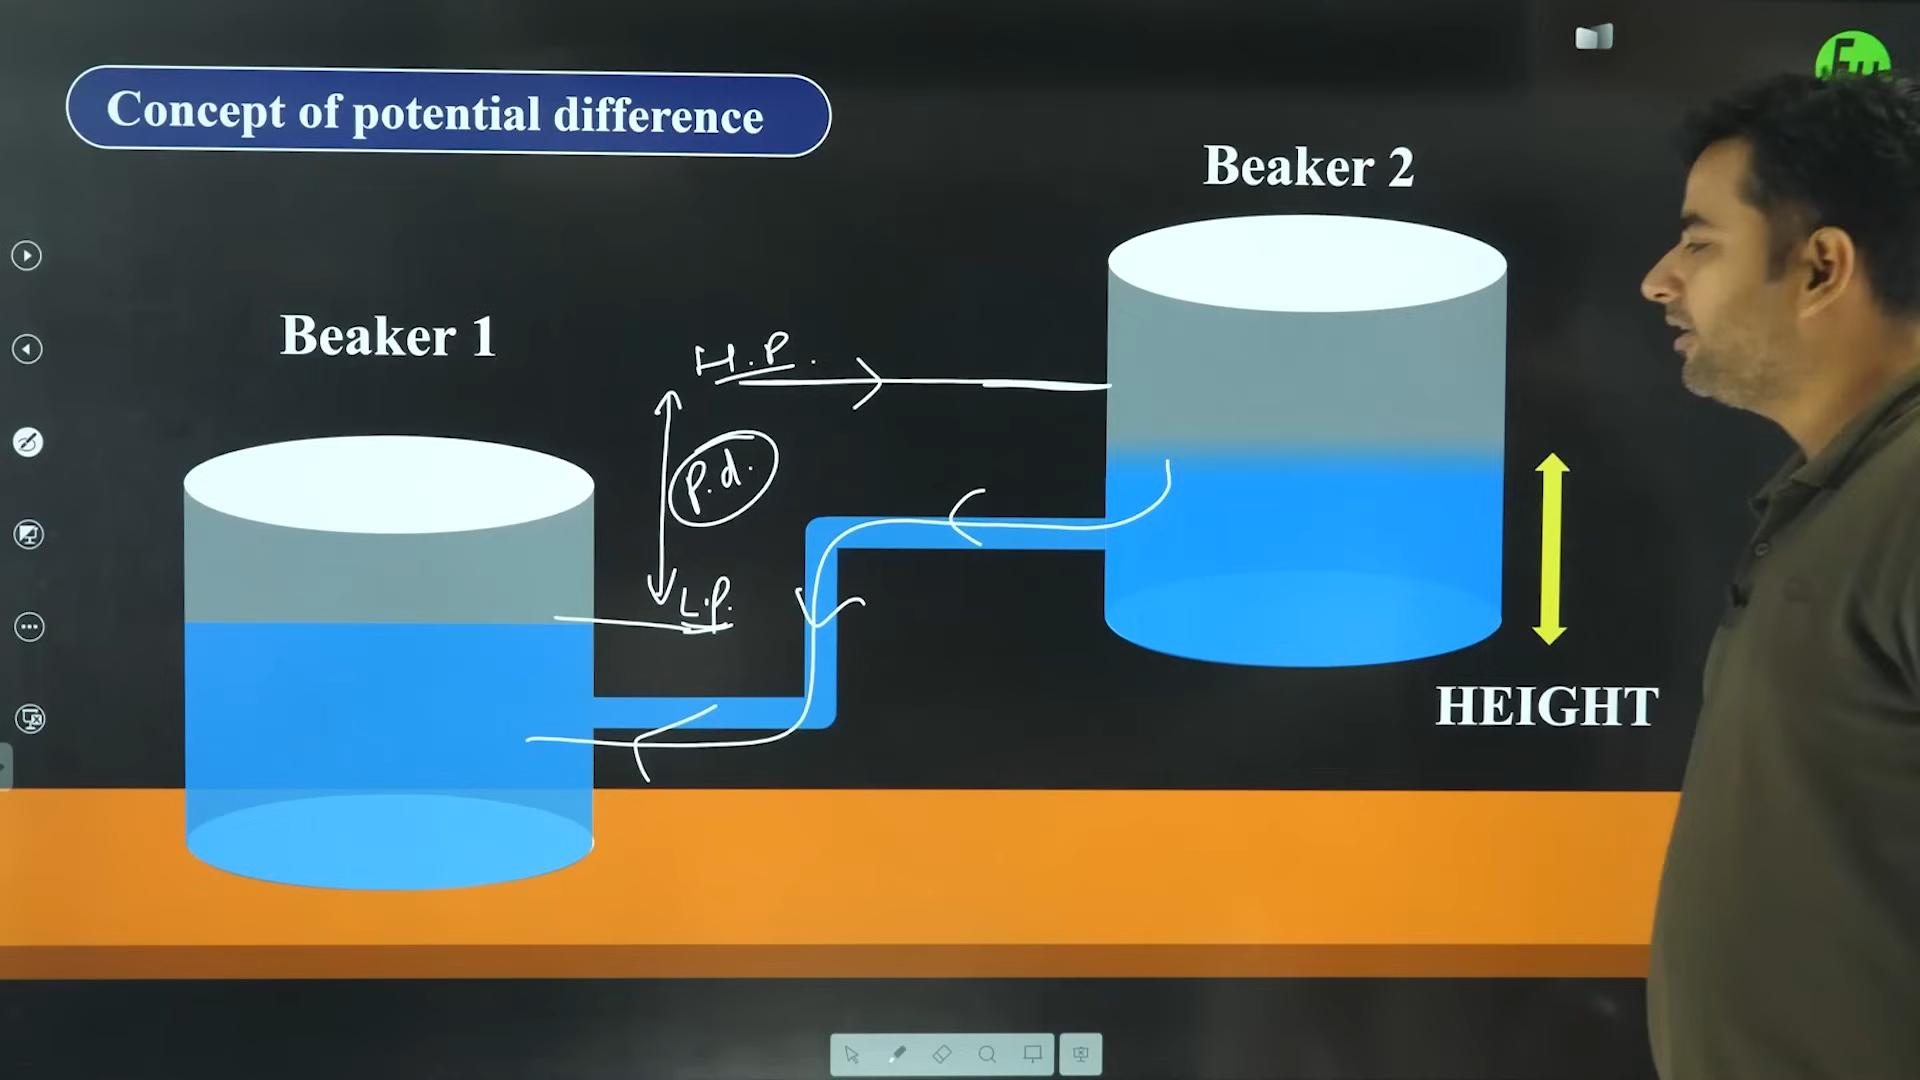 Concept of potential difference
Beaker 2
Beaker 1
H.P.
P.d.
L.P.
HEIGHT